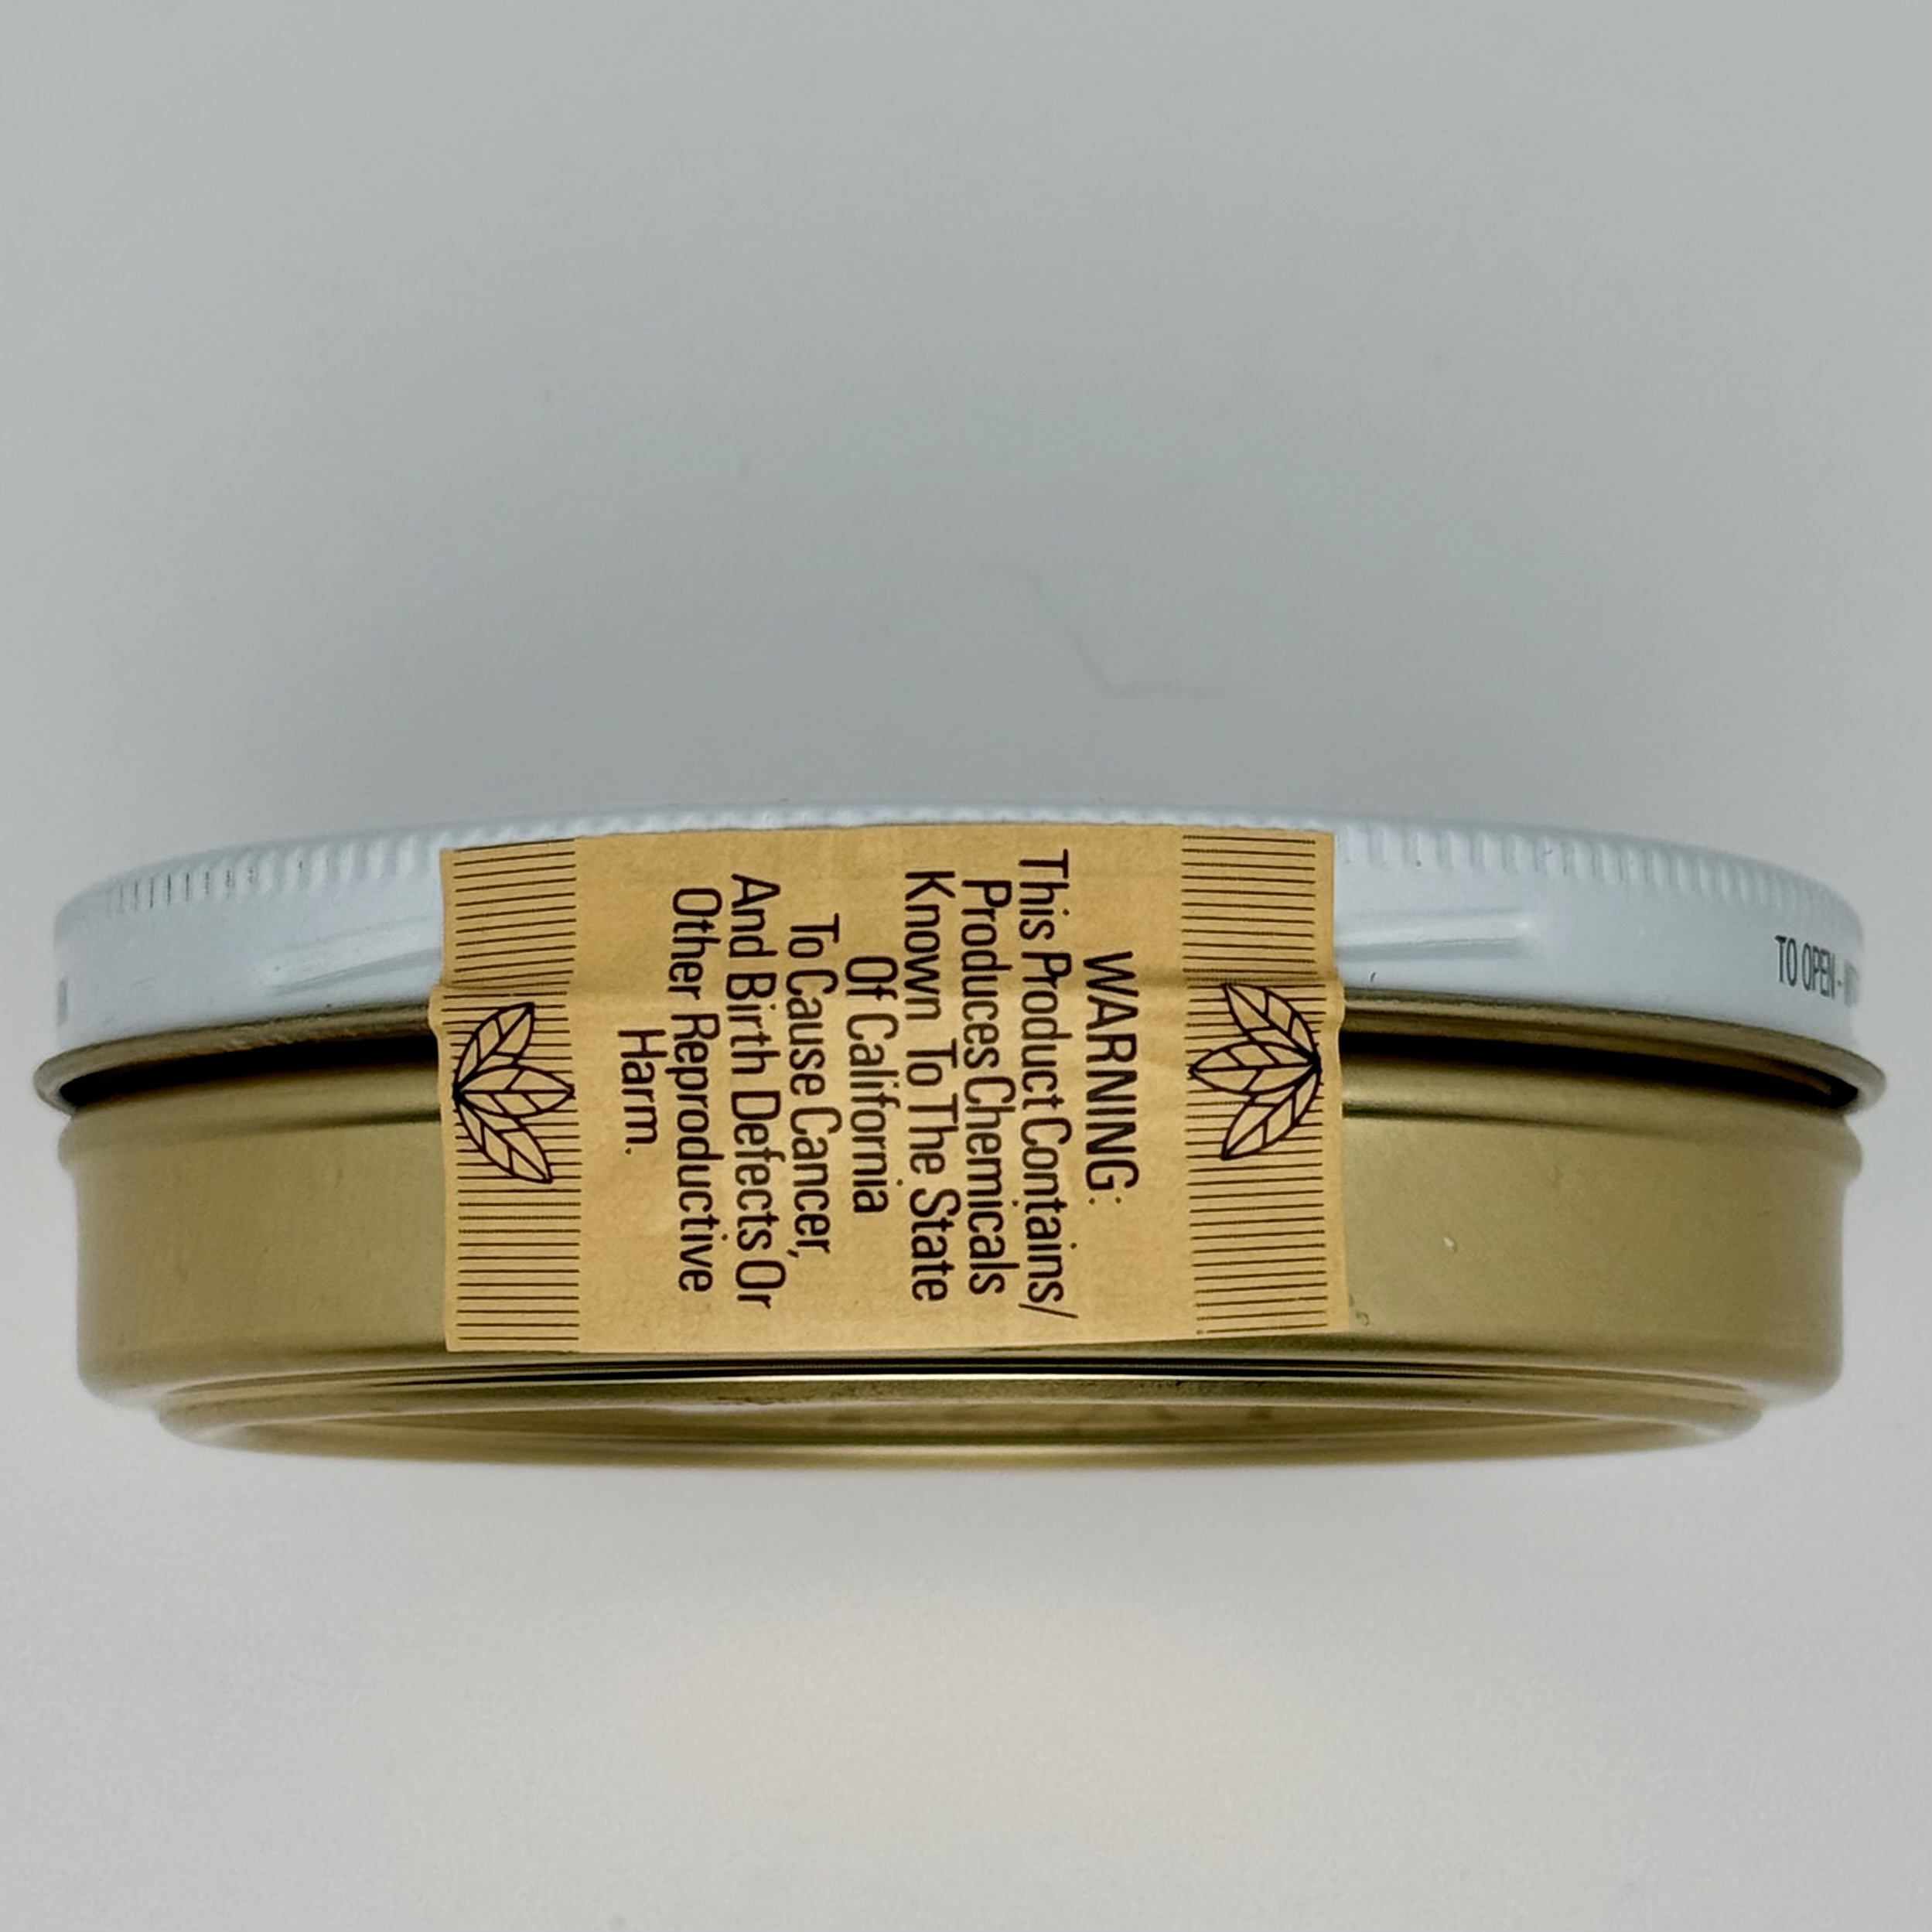 WARNING:
This Product Contains/
Produces Chemicals
Known To The State
Of California
To Cause Cancer,
And Birth Defects Or
Other Reproductive
Harm.
TO OPEN -